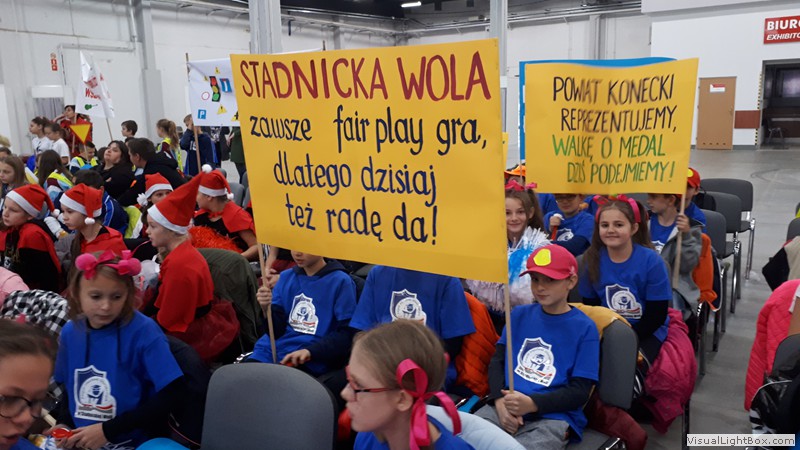 BIURO
EXHIBITO
STADNICKA WOLA
zawsze fair play gra,
dlatego dzisiaj
też radę da!
POWIAT KONECKI
REPREZENTUJEMY,
WALKĘ O MEDAL
DZIŚ PODEJMIEMY!
VisualLightBox.com